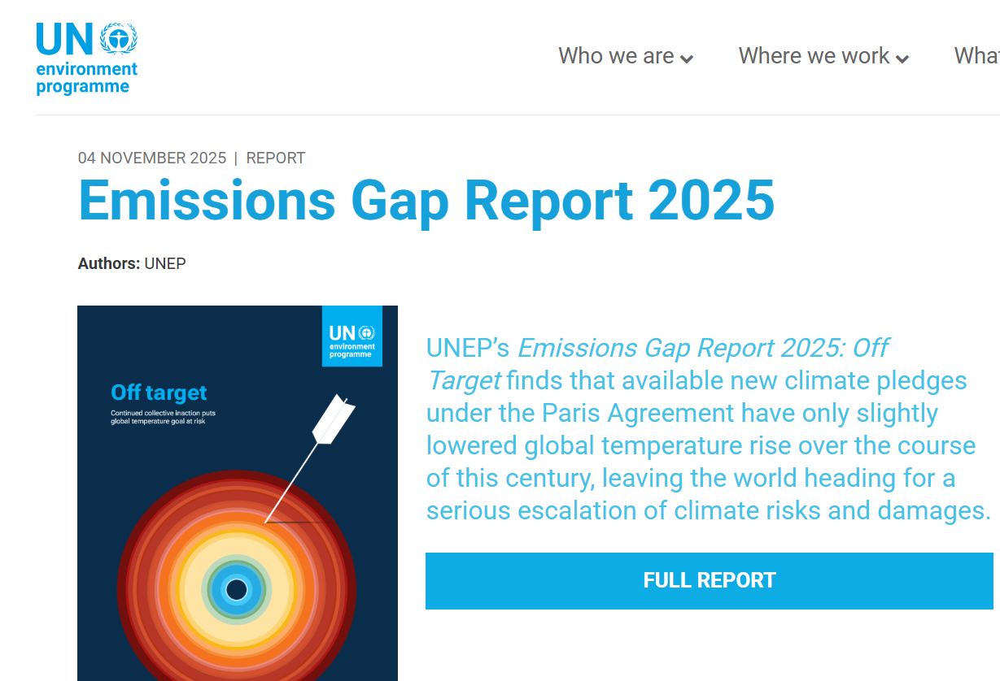 UN
environment
programme
Who we are
Where we work
What
04 NOVEMBER 2025 | REPORT
Emissions Gap Report 2025
Authors: UNEP
UN
environment
programme
Off target
Continued collective inaction puts
global temperature goal at risk
UNEP’s Emissions Gap Report 2025: Off
Target finds that available new climate pledges
under the Paris Agreement have only slightly
lowered global temperature rise over the course
of this century, leaving the world heading for a
serious escalation of climate risks and damages.
FULL REPORT